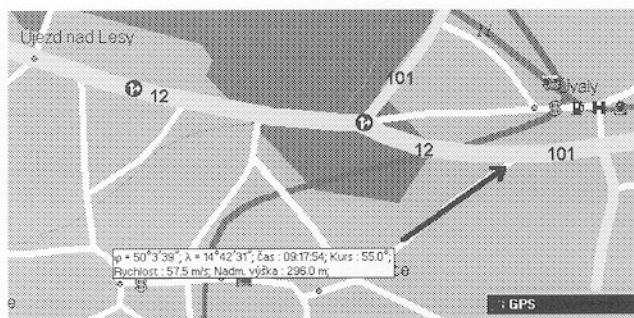 Újezd nad Lesy
14
101
12
Úvaly
12
101
φ = 50°3´39", λ = 14°42´31"; čas : 09:17:54; Kurs : 55.0°;
Rychlost : 57.5 m/s; Nadm. výška : 296.0 m;
GPS